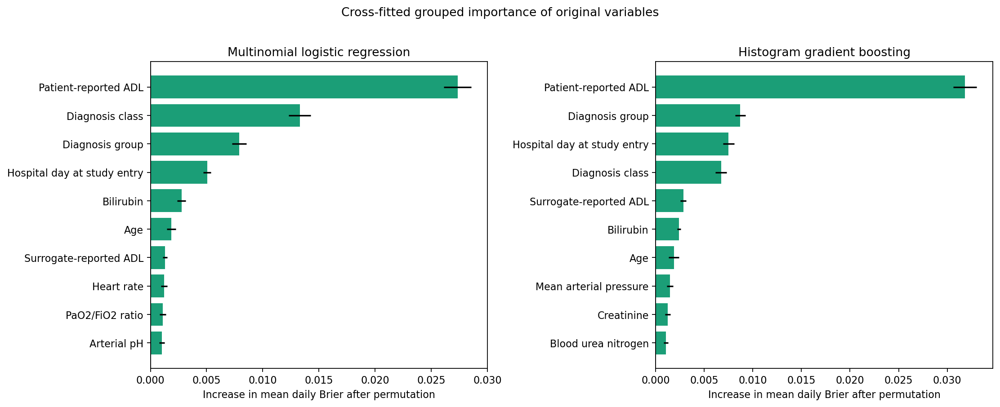 Cross-fitted grouped importance of original variables
Multinomial logistic regression
Patient-reported ADL
Diagnosis class
Diagnosis group
Hospital day at study entry
Bilirubin
Age
Surrogate-reported ADL
Heart rate
PaO2/FiO2 ratio
Arterial pH
0.000 0.005 0.010 0.015 0.020 0.025 0.030
Increase in mean daily Brier after permutation
Histogram gradient boosting
Patient-reported ADL
Diagnosis group
Hospital day at study entry
Diagnosis class
Surrogate-reported ADL
Bilirubin
Age
Mean arterial pressure
Creatinine
Blood urea nitrogen
0.000 0.005 0.010 0.015 0.020 0.025 0.030
Increase in mean daily Brier after permutation